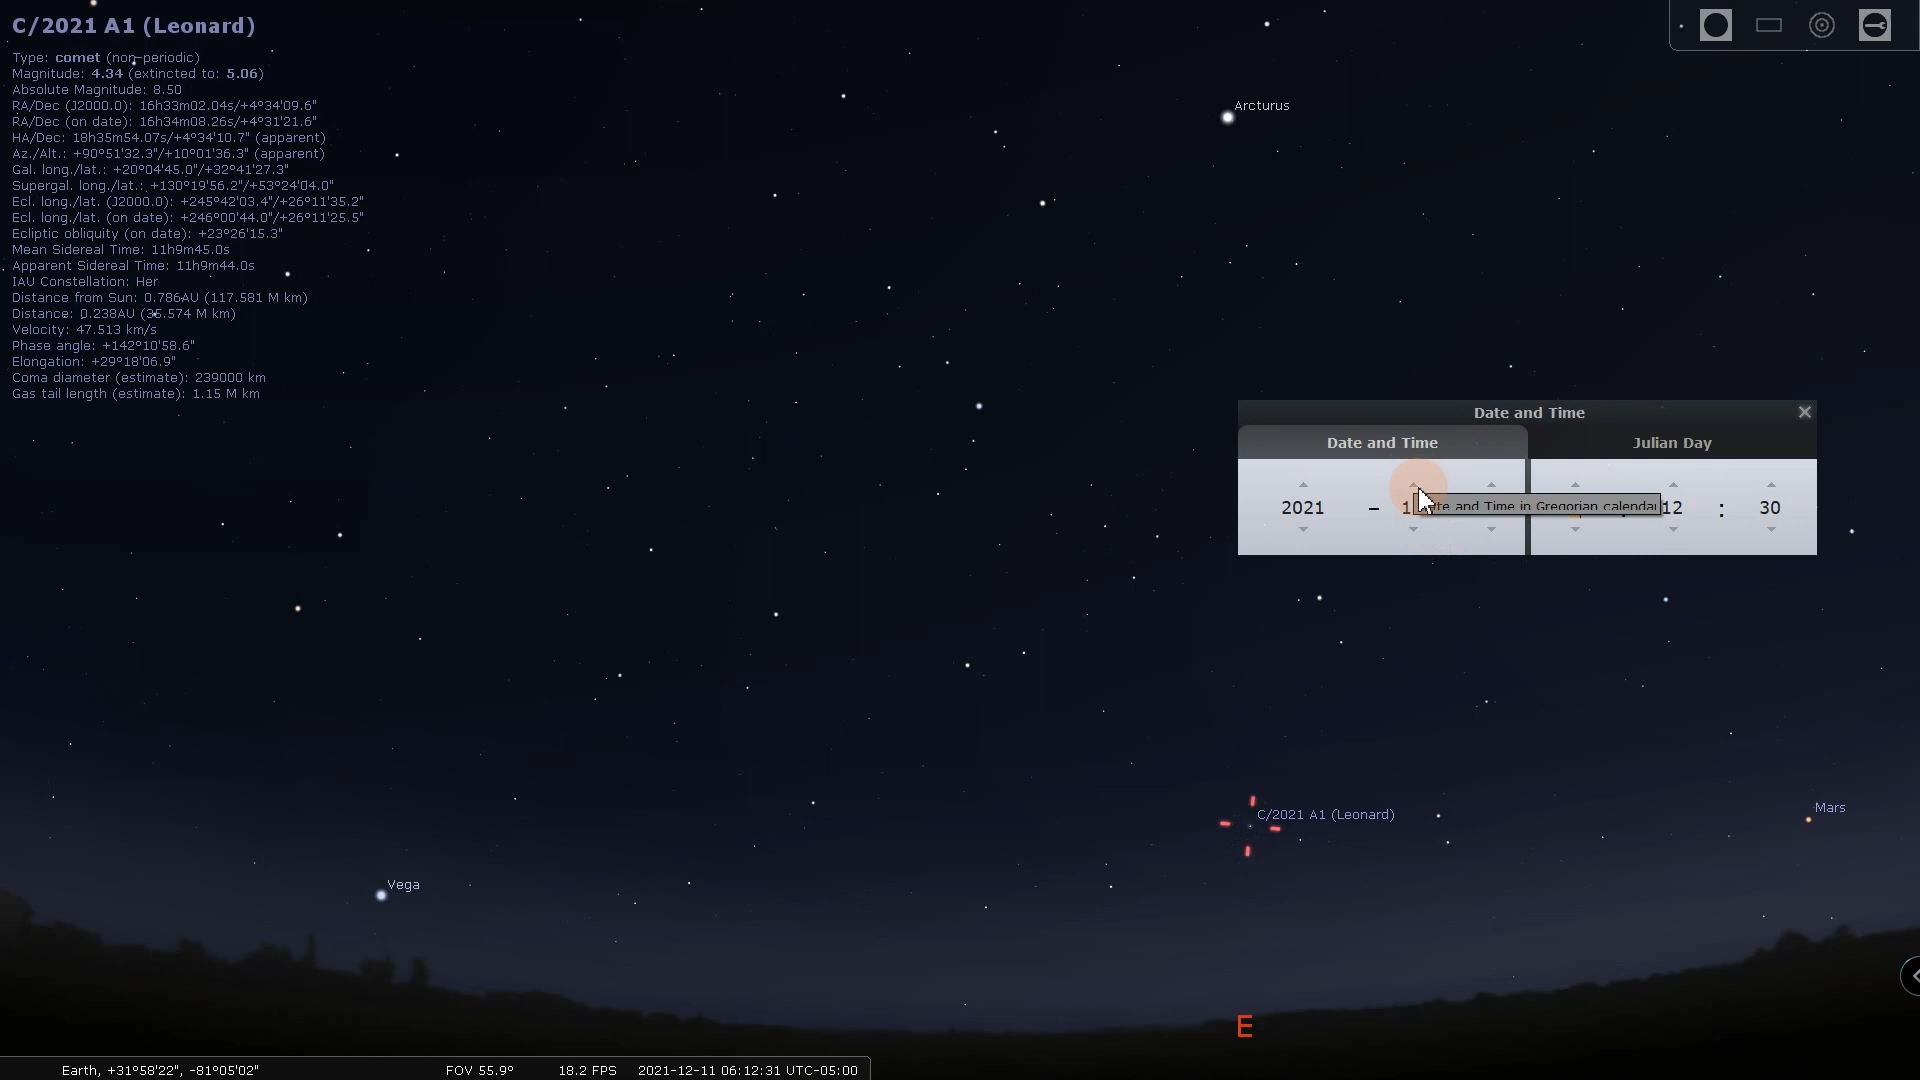 C/2021 A1 (Leonard)
Type: comet (non-periodic)
Magnitude: 4.34 (extincted to: 5.06)
Absolute Magnitude: 8.50
RA/Dec (J2000.0): 16h33m02.04s/+4°34'09.6"
RA/Dec (on date): 16h34m08.26s/+4°31'21.6"
HA/Dec: 18h35m54.07s/+4°34'10.7" (apparent)
Az./Alt.: +90°51'32.3"/+10°01'36.3" (apparent)
Gal. long./lat.: +20°04'45.0"/+32°41'27.3"
Supergal. long./lat.: +130°19'56.2"/+53°24'04.0"
Ecl. long./lat. (J2000.0): +245°42'03.4"/+26°11'35.2"
Ecl. long./lat. (on date): +246°00'44.0"/+26°11'25.5"
Ecliptic obliquity (on date): +23°26'15.3"
Mean Sidereal Time: 11h9m45.0s
Apparent Sidereal Time: 11h9m44.0s
IAU Constellation: Her
Distance from Sun: 0.786AU (117.581 M km)
Distance: 0.238AU (35.574 M km)
Velocity: 47.513 km/s
Phase angle: +142°10'58.6"
Elongation: +29°18'06.9"
Coma diameter (estimate): 239000 km
Gas tail length (estimate): 1.15 M km
Arcturus
Date and Time
Date and Time Julian Day
2021 – 12 : 30
and Time in Gregorian
C/2021 A1 (Leonard)
Mars
Vega
E
Earth, +31°58'22", -81°05'02" FOV 55.9° 18.2 FPS 2021-12-11 06:12:31 UTC-05:00